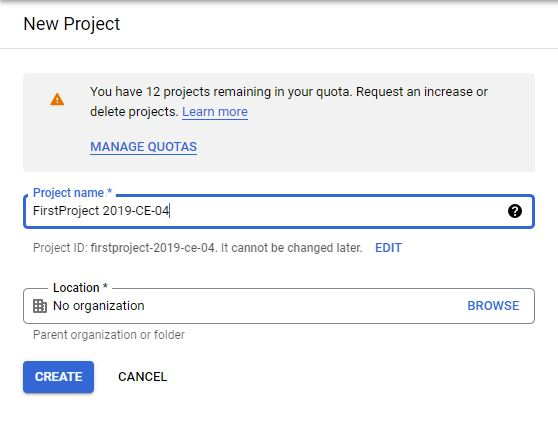 New Project
You have 12 projects remaining in your quota. Request an increase or
delete projects. Learn more
MANAGE QUOTAS
Project name *
FirstProject 2019-CE-04
Project ID: firstproject-2019-ce-04. It cannot be changed later. EDIT
Location *
No organization BROWSE
Parent organization or folder
CREATE CANCEL